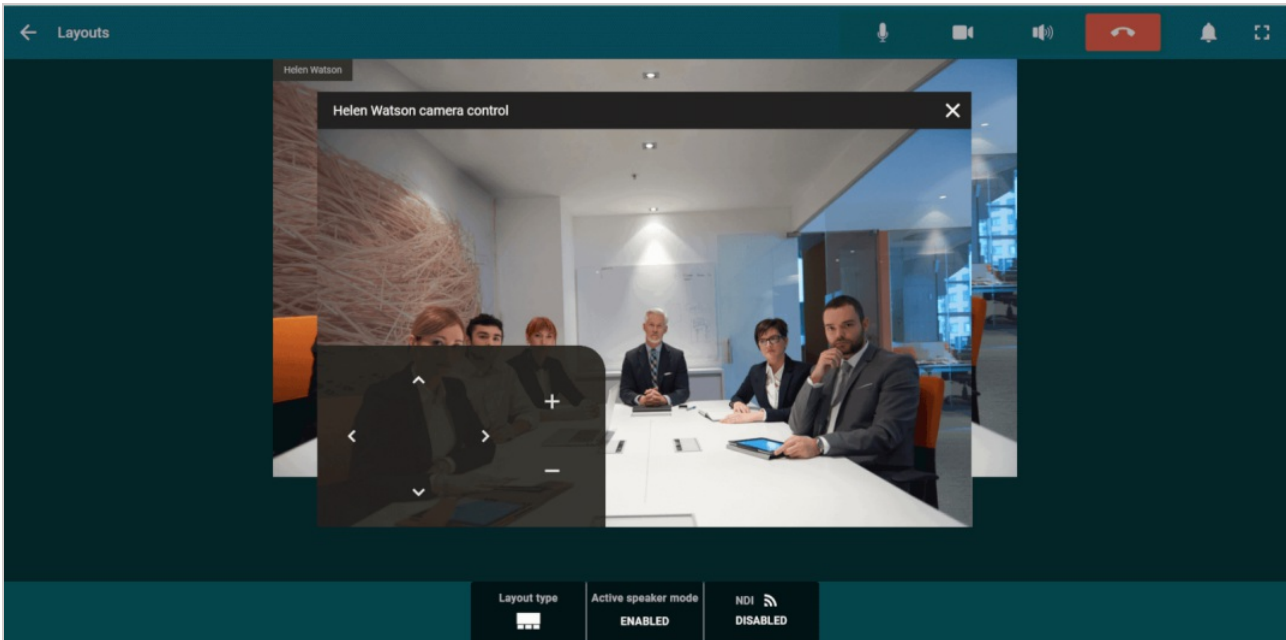 Layouts
Helen Watson
Helen Watson camera control
Layout type
Active speaker mode
ENABLED
NDI
DISABLED